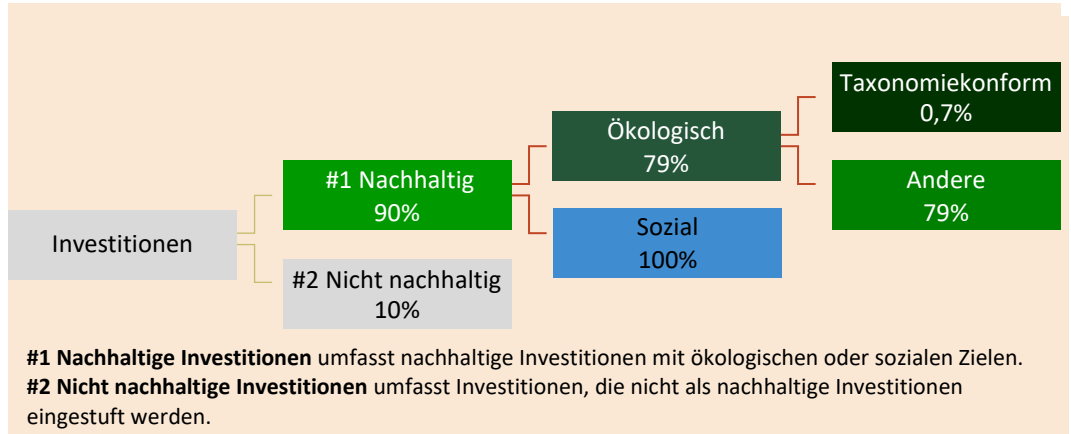 Taxonomiekonform
0,7%
Ökologisch
79%
#1 Nachhaltig
90%
Andere
79%
Sozial
100%
Investitionen
#2 Nicht nachhaltig
10%
#1 Nachhaltige Investitionen umfasst nachhaltige Investitionen mit ökologischen oder sozialen Zielen.
#2 Nicht nachhaltige Investitionen umfasst Investitionen, die nicht als nachhaltige Investitionen
eingestuft werden.